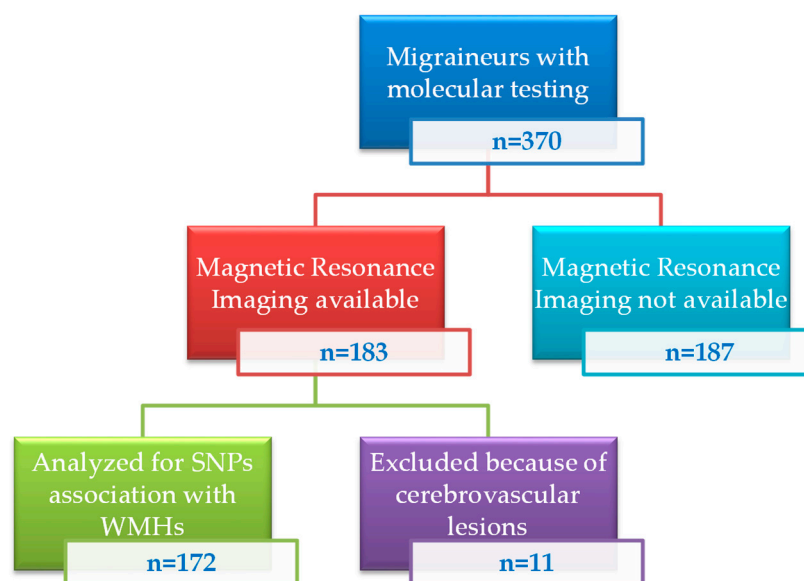 Migraineurs with
molecular testing
n=370
Magnetic Resonance
Imaging available
n=183
Magnetic Resonance
Imaging not available
n=187
Analyzed for SNPs
association with
WMHs
n=172
Excluded because of
cerebrovascular
lesions
n=11